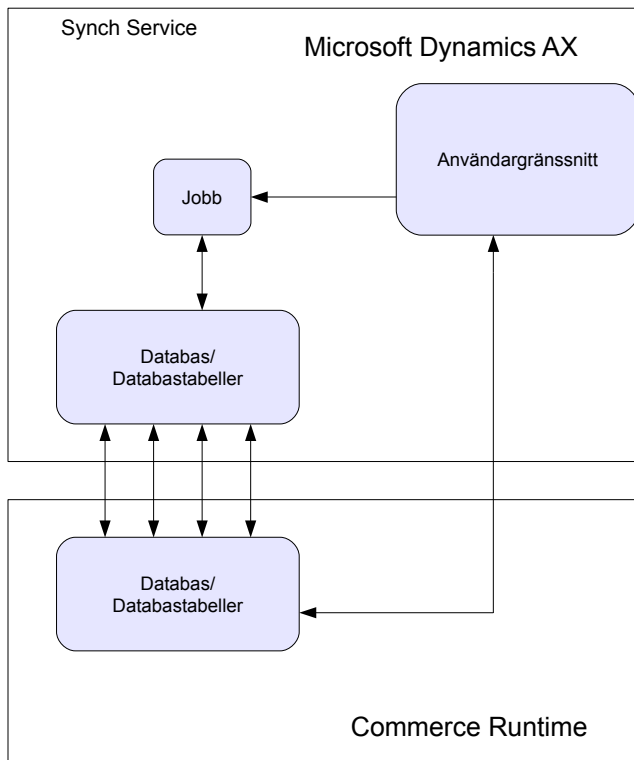 Synch Service
Microsoft Dynamics AX
Användargränssnitt
Jobb
Databas/
Databastabeller
Databas/
Databastabeller
Commerce Runtime